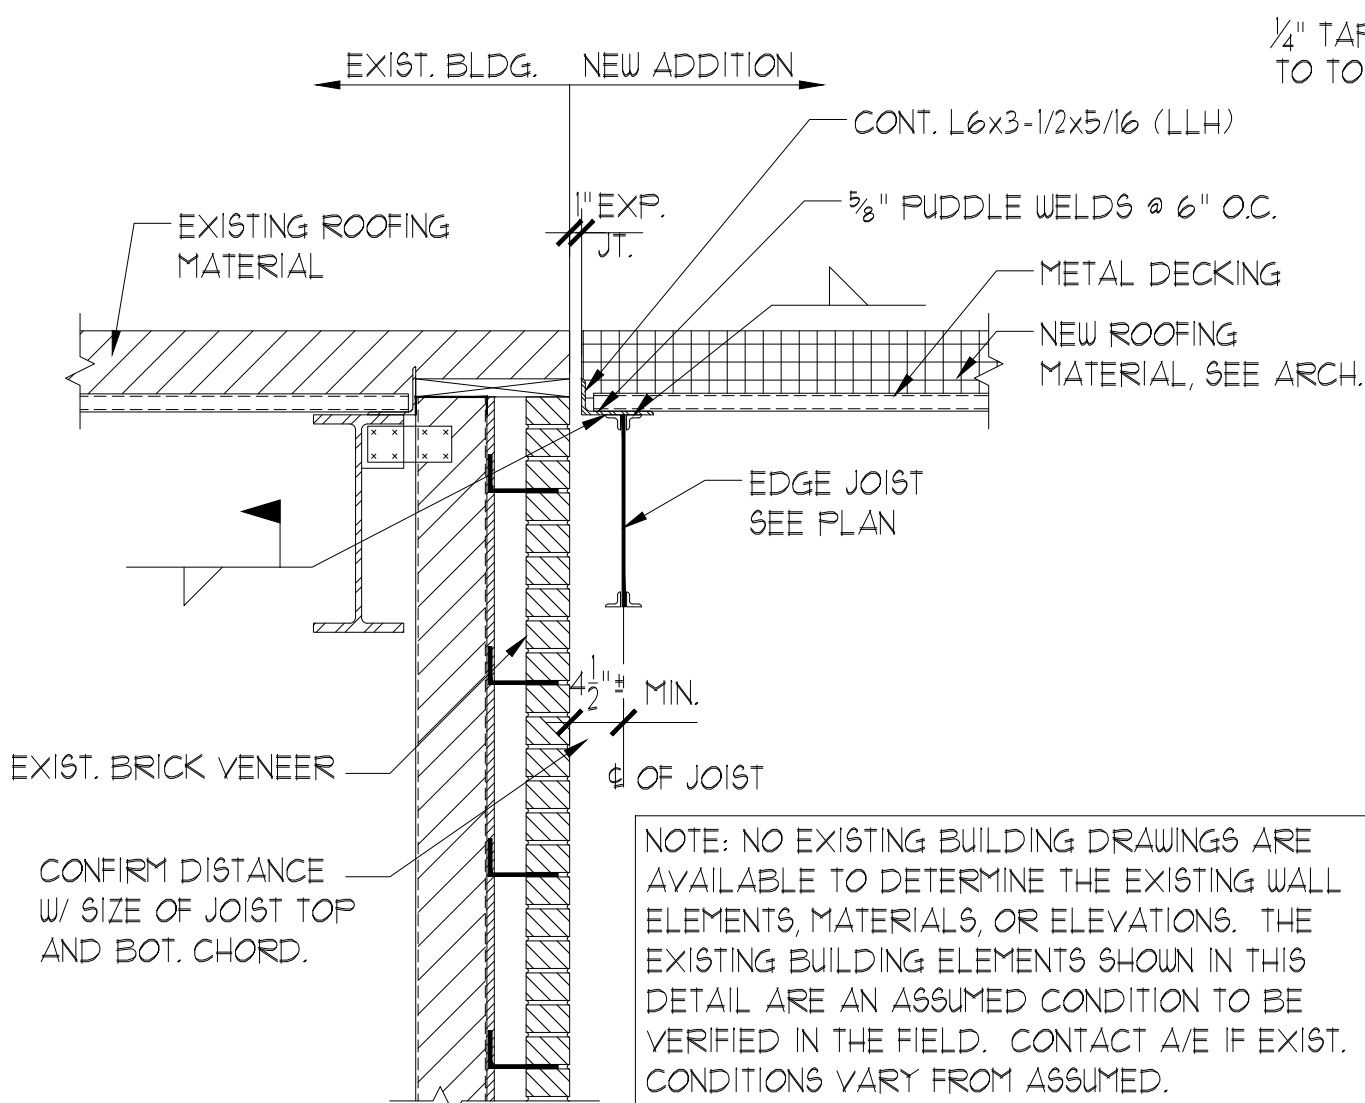 1/4" TAP
TO TO
EXIST. BLDG.
NEW ADDITION
CONT. L6x3-1/2x5/16 (LLH)
1" EXP.
JT.
5/8" PUDDLE WELDS @ 6" O.C.
EXISTING ROOFING
MATERIAL
METAL DECKING
NEW ROOFING
MATERIAL, SEE ARCH.
EDGE JOIST
SEE PLAN
4 1/2" ± MIN.
EXIST. BRICK VENEER
℄ OF JOIST
CONFIRM DISTANCE
W/ SIZE OF JOIST TOP
AND BOT. CHORD.
NOTE: NO EXISTING BUILDING DRAWINGS ARE
AVAILABLE TO DETERMINE THE EXISTING WALL
ELEMENTS, MATERIALS, OR ELEVATIONS. THE
EXISTING BUILDING ELEMENTS SHOWN IN THIS
DETAIL ARE AN ASSUMED CONDITION TO BE
VERIFIED IN THE FIELD. CONTACT A/E IF EXIST.
CONDITIONS VARY FROM ASSUMED.